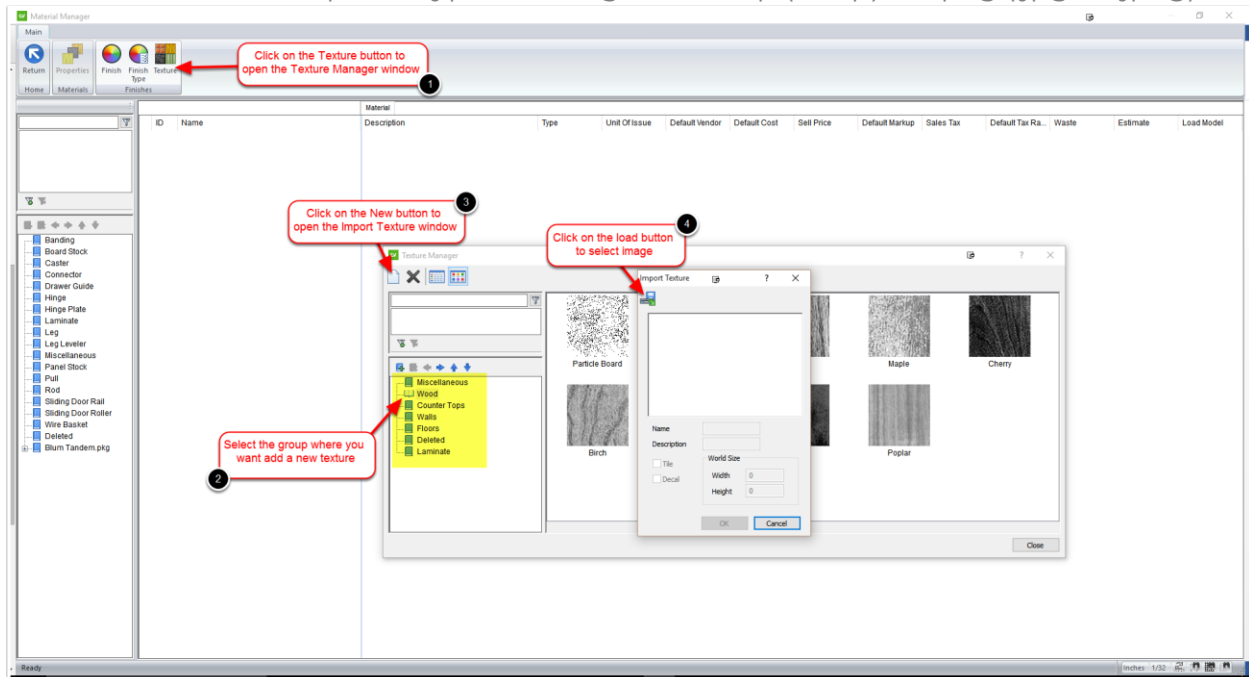 Material Manager
Main
Return
Properties
Finish
Finish Type
Texture
Home
Materials
Finishes
Click on the Texture button to
open the Texture Manager window
1
Material
ID
Name
Description
Type
Unit Of Issue
Default Vendor
Default Cost
Sell Price
Default Markup
Sales Tax
Default Tax Ra...
Waste
Estimate
Load Model
Banding
Board Stock
Caster
Connector
Drawer Guide
Hinge
Hinge Plate
Laminate
Leg
Leg Leveler
Miscellaneous
Panel Stock
Pull
Rod
Sliding Door Rail
Sliding Door Roller
Wire Basket
Deleted
Blum Tandem.pkg
3
Click on the New button to
open the Import Texture window
4
Click on the load button
to select image
Texture Manager
?
Import Texture
?
Miscellaneous
Wood
Counter Tops
Walls
Floors
Deleted
Laminate
Select the group where you
want add a new texture
2
Particle Board
Maple
Cherry
Birch
Poplar
Name
Description
Tile
Decal
World Size
Width 0
Height 0
OK
Cancel
Close
Ready
Inches
1/32